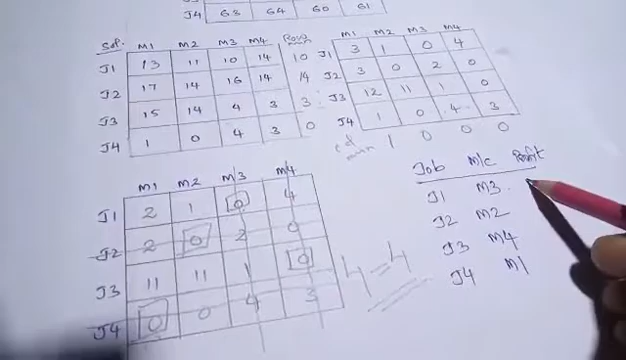 J4 68 64 60 61
Sol. M1 M2 M3 M4 Row min
J1 13 11 10 14 10
J2 17 14 16 14 14
J3 15 14 4 3 3
J4 1 0 4 3 0
M1 M2 M3 M4
J1 3 1 0 4
J2 3 0 2 0
J3 12 11 1 0
J4 1 0 4 3
col min 1 0 0 0
M1 M2 M3 M4
J1 2 1 0 4
J2 2 0 2 0
J3 11 11 1 0
J4 0 0 4 3
4 = 4
Job M/c Profit
J1 M3
J2 M2
J3 M4
J4 M1